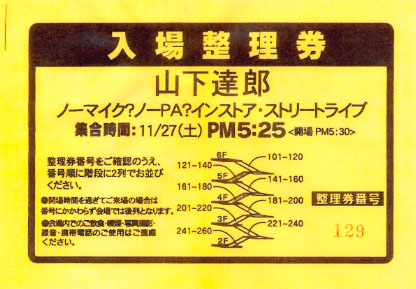 入場整理券
山下達郎
ノーマイク?ノーPA?インストア・ストリートライブ
集合時間:11/27(土) PM5:25 <開場 PM5:30>
整理券番号をご確認のうえ、
番号順に階段に2列でお並び
ください。
●開場時間を過ぎてご来場の場合は
番号にかかわらず会場では後列となります。
●会場内でのご飲食・喫煙・写真撮影・
録音・携帯電話のご使用はご遠慮
ください。
6F
101-120
121-140
5F
141-160
161-180
4F
181-200
201-220
3F
221-240
241-260
2F
整理券番号
129